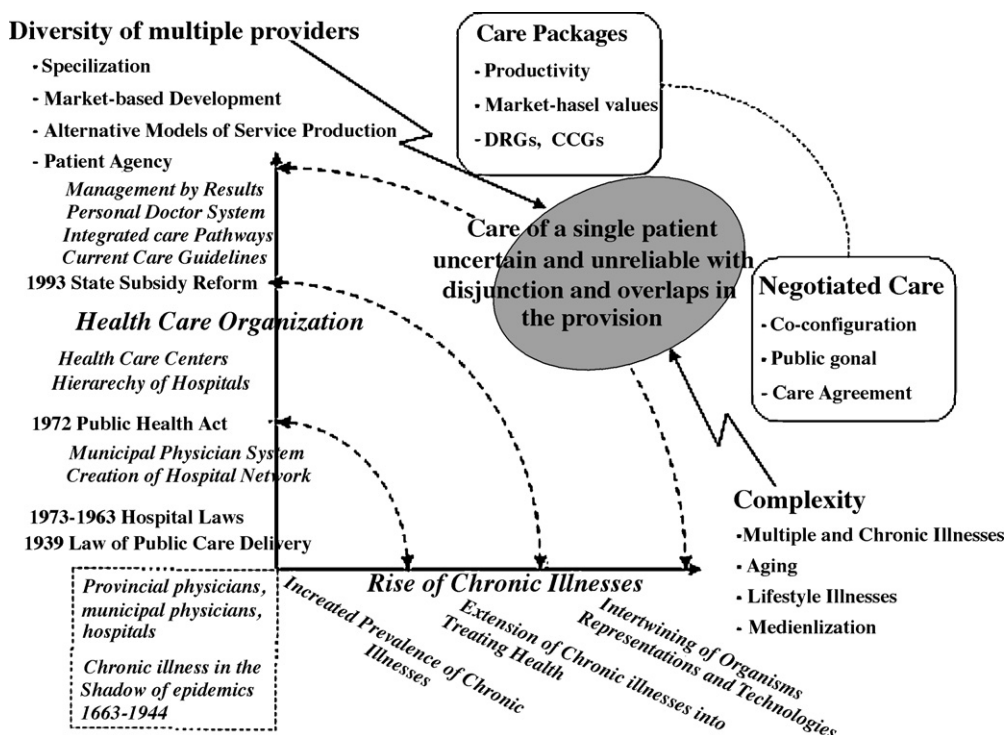 Diversity of multiple providers
- Specilization
- Market-based Development
- Alternative Models of Service Production
- Patient Agency
Management by Results
Personal Doctor System
Integrated care Pathways
Current Care Guidelines
1993 State Subsidy Reform
Health Care Organization
Health Care Centers
Hierarchy of Hospitals
1972 Public Health Act
Municipal Physician System
Creation of Hospital Network
1973-1963 Hospital Laws
1939 Law of Public Care Delivery
Provincial physicians,
municipal physicians,
hospitals
Chronic illness in the
Shadow of epidemics
1663-1944
Care Packages
- Productivity
- Market-hasel values
- DRGs, CCGs
Care of a single patient
uncertain and unreliable with
disjunction and overlaps in
the provision
Negotiated Care
- Co-configuration
- Public gonal
- Care Agreement
Complexity
-Multiple and Chronic Illnesses
- Aging
- Lifestyle Illnesses
- Medienlization
Rise of Chronic Illnesses
Increased Prevalence of Chronic
Illnesses
Extension of Chronic illnesses into
Treating Health
Intertwining of Organisms
Representations and Technologies